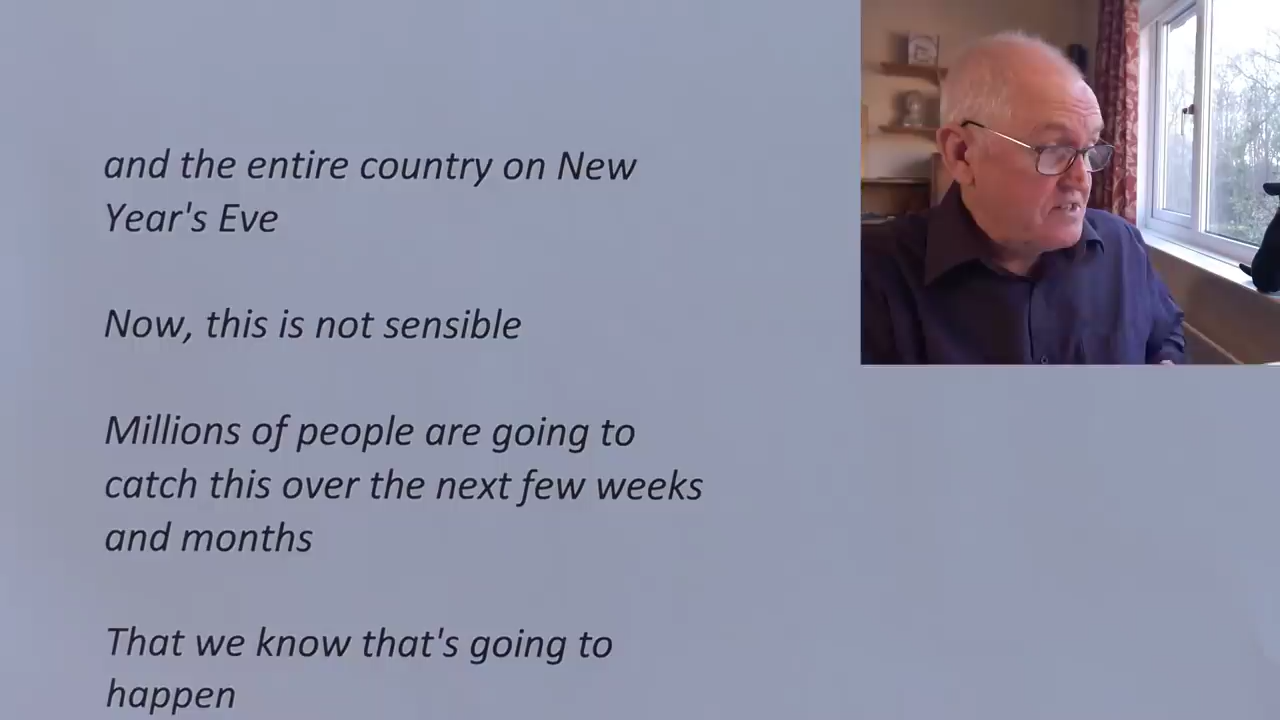 and the entire country on New
Year's Eve
Now, this is not sensible
Millions of people are going to
catch this over the next few weeks
and months
That we know that's going to
happen